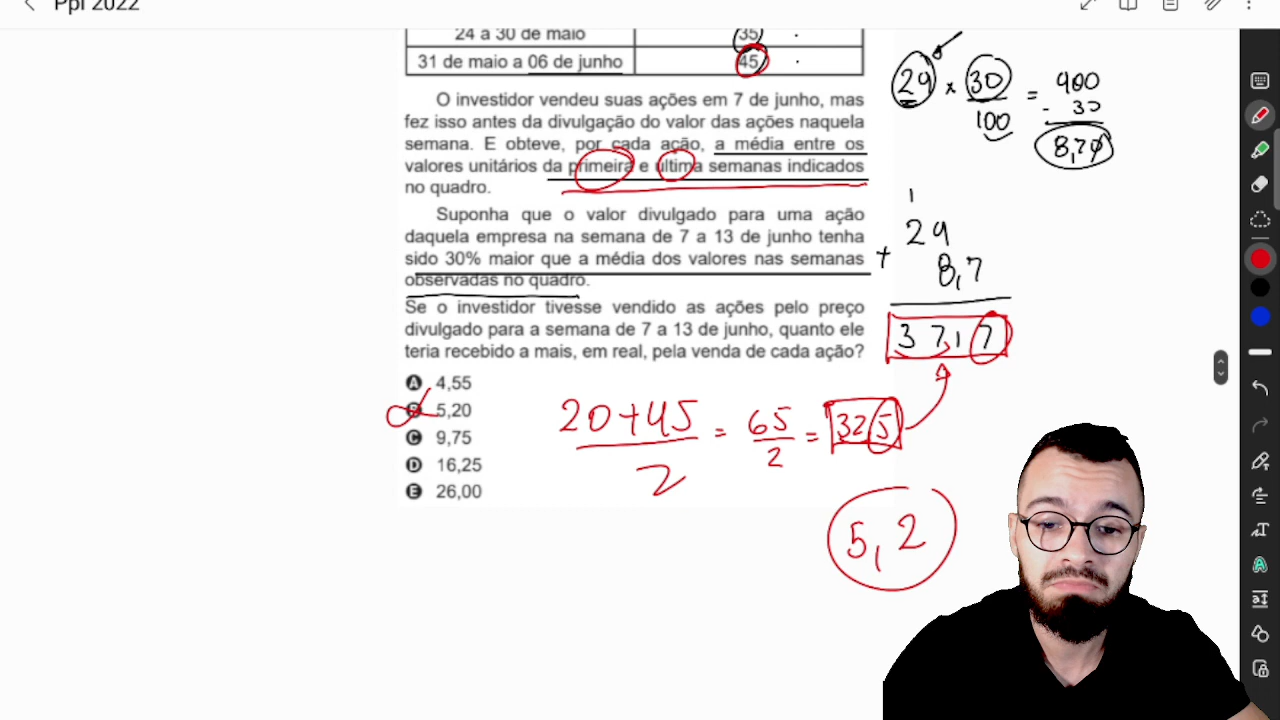 Ppl 2022
24 a 30 de maio 35
31 de maio a 06 de junho 45
O investidor vendeu suas ações em 7 de junho, mas
fez isso antes da divulgação do valor das ações naquela
semana. E obteve, por cada ação, a média entre os
valores unitários da primeira e última semanas indicados
no quadro.
Suponha que o valor divulgado para uma ação
daquela empresa na semana de 7 a 13 de junho tenha
sido 30% maior que a média dos valores nas semanas
observadas no quadro.
Se o investidor tivesse vendido as ações pelo preço
divulgado para a semana de 7 a 13 de junho, quanto ele
teria recebido a mais, em real, pela venda de cada ação?
A 4,55
B 5,20
C 9,75
D 16,25
E 26,00
29 × 30 = 900
100 - 30
8,70
1
29
+ 8,7
37,7
20+45 = 65 = 32,5
2 2
5,2